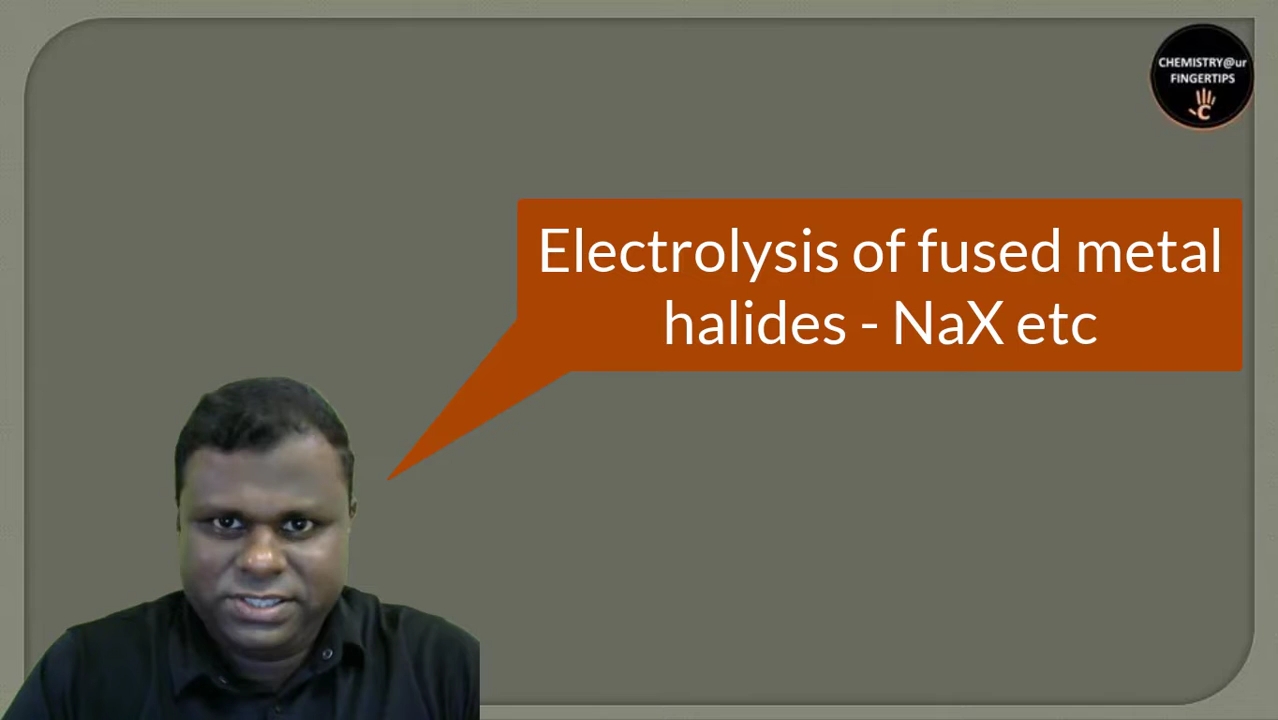 CHEMISTRY@ur
FINGERTIPS
C
Electrolysis of fused metal
halides - NaX etc